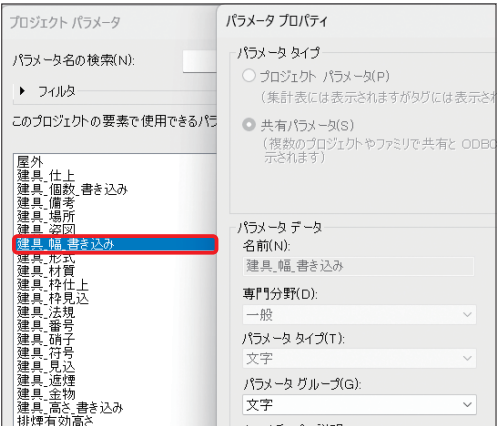 プロジェクト パラメータ
パラメータ名の検索(N):
フィルタ
このプロジェクトの要素で使用できるパラ
屋外
建具_仕上
建具_個数_書き込み
建具_備考
建具_場所
建具_姿図
建具_幅_書き込み
建具_形式
建具_材質
建具_枠仕上
建具_枠見込
建具_法規
建具_番号
建具_硝子
建具_符号
建具_見込
建具_遮煙
建具_金物
建具_高さ_書き込み
排煙有効高さ
パラメータ プロパティ
パラメータ タイプ
プロジェクト パラメータ(P)
(集計表には表示されますがタグには表示さ
共有パラメータ(S)
(複数のプロジェクトやファミリで共有と ODBC
示されます)
パラメータ データ
名前(N):
建具_幅_書き込み
専門分野(D):
一般
パラメータ タイプ(T):
文字
パラメータ グループ(G):
文字